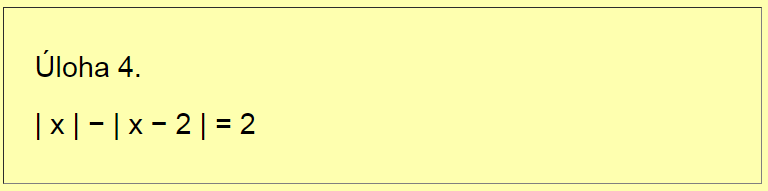 Úloha 4.
| x | − | x − 2 | = 2